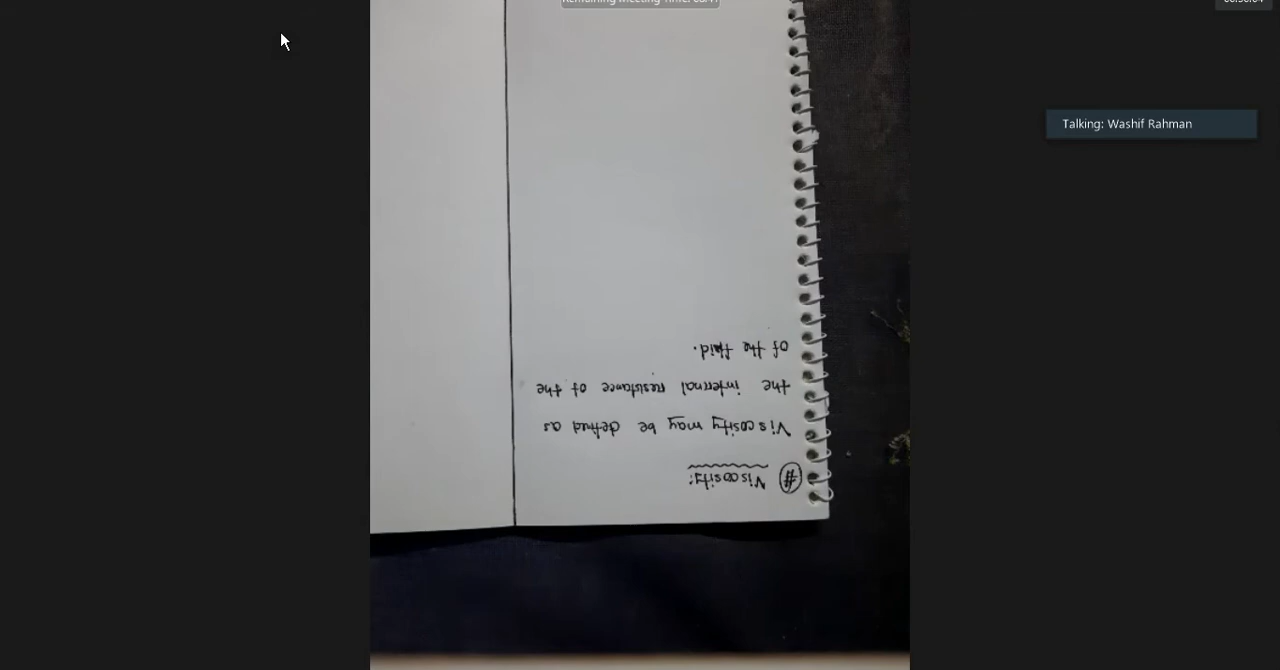 Talking: Washif Rahman
# Viscosity:
Viscosity may be defined as
the internal resistance of the
of the fluid.